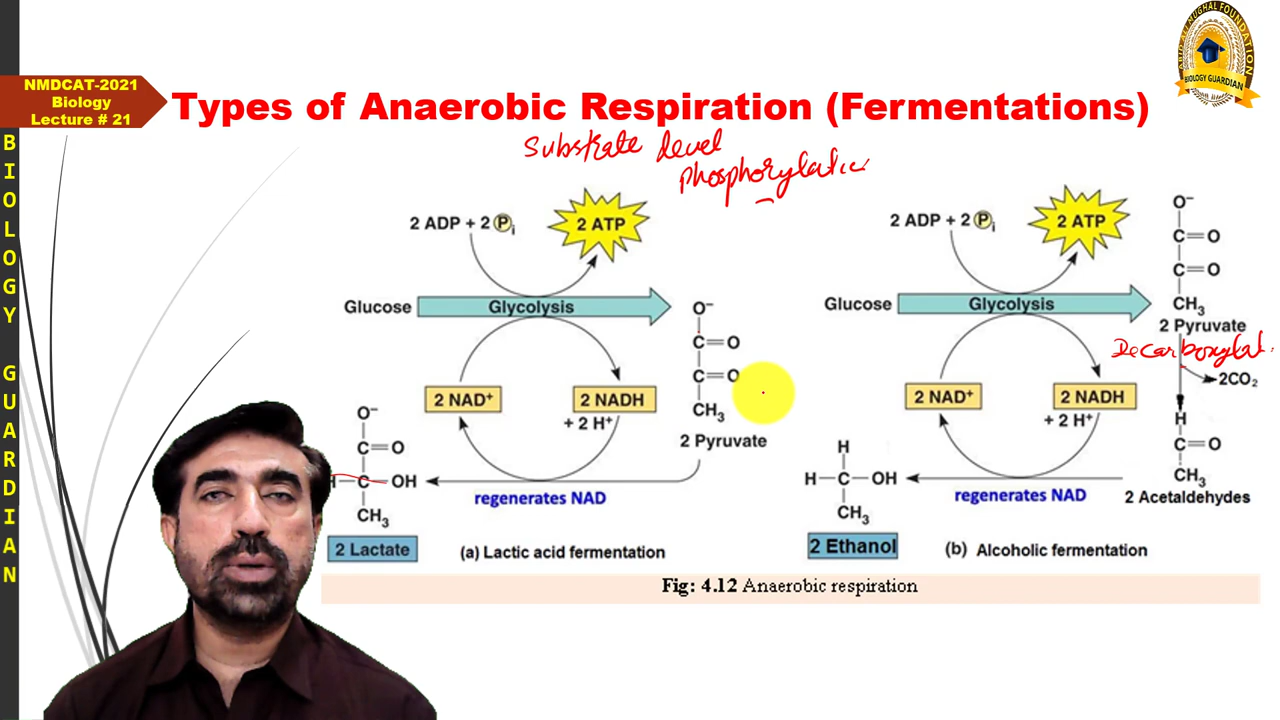 NMDCAT-2021
Biology
Lecture # 21
BIOLOGY GUARDIAN
BIOLOGY GUARDIAN
Types of Anaerobic Respiration (Fermentations)
Substrate level
phosphorylation
2 ADP + 2 Pi
2 ATP
Glucose
Glycolysis
O⁻
C=O
C=O
CH₃
2 Pyruvate
2 NAD⁺
2 NADH
+ 2 H⁺
regenerates NAD
O⁻
C=O
H-C-OH
CH₃
2 Lactate
(a) Lactic acid fermentation
2 ADP + 2 Pi
2 ATP
Glucose
Glycolysis
O⁻
C=O
C=O
CH₃
2 Pyruvate
Decarboxylat
2CO₂
2 NAD⁺
2 NADH
+ 2 H⁺
H
C=O
CH₃
2 Acetaldehydes
regenerates NAD
H
H-C-OH
CH₃
2 Ethanol
(b) Alcoholic fermentation
Fig: 4.12 Anaerobic respiration